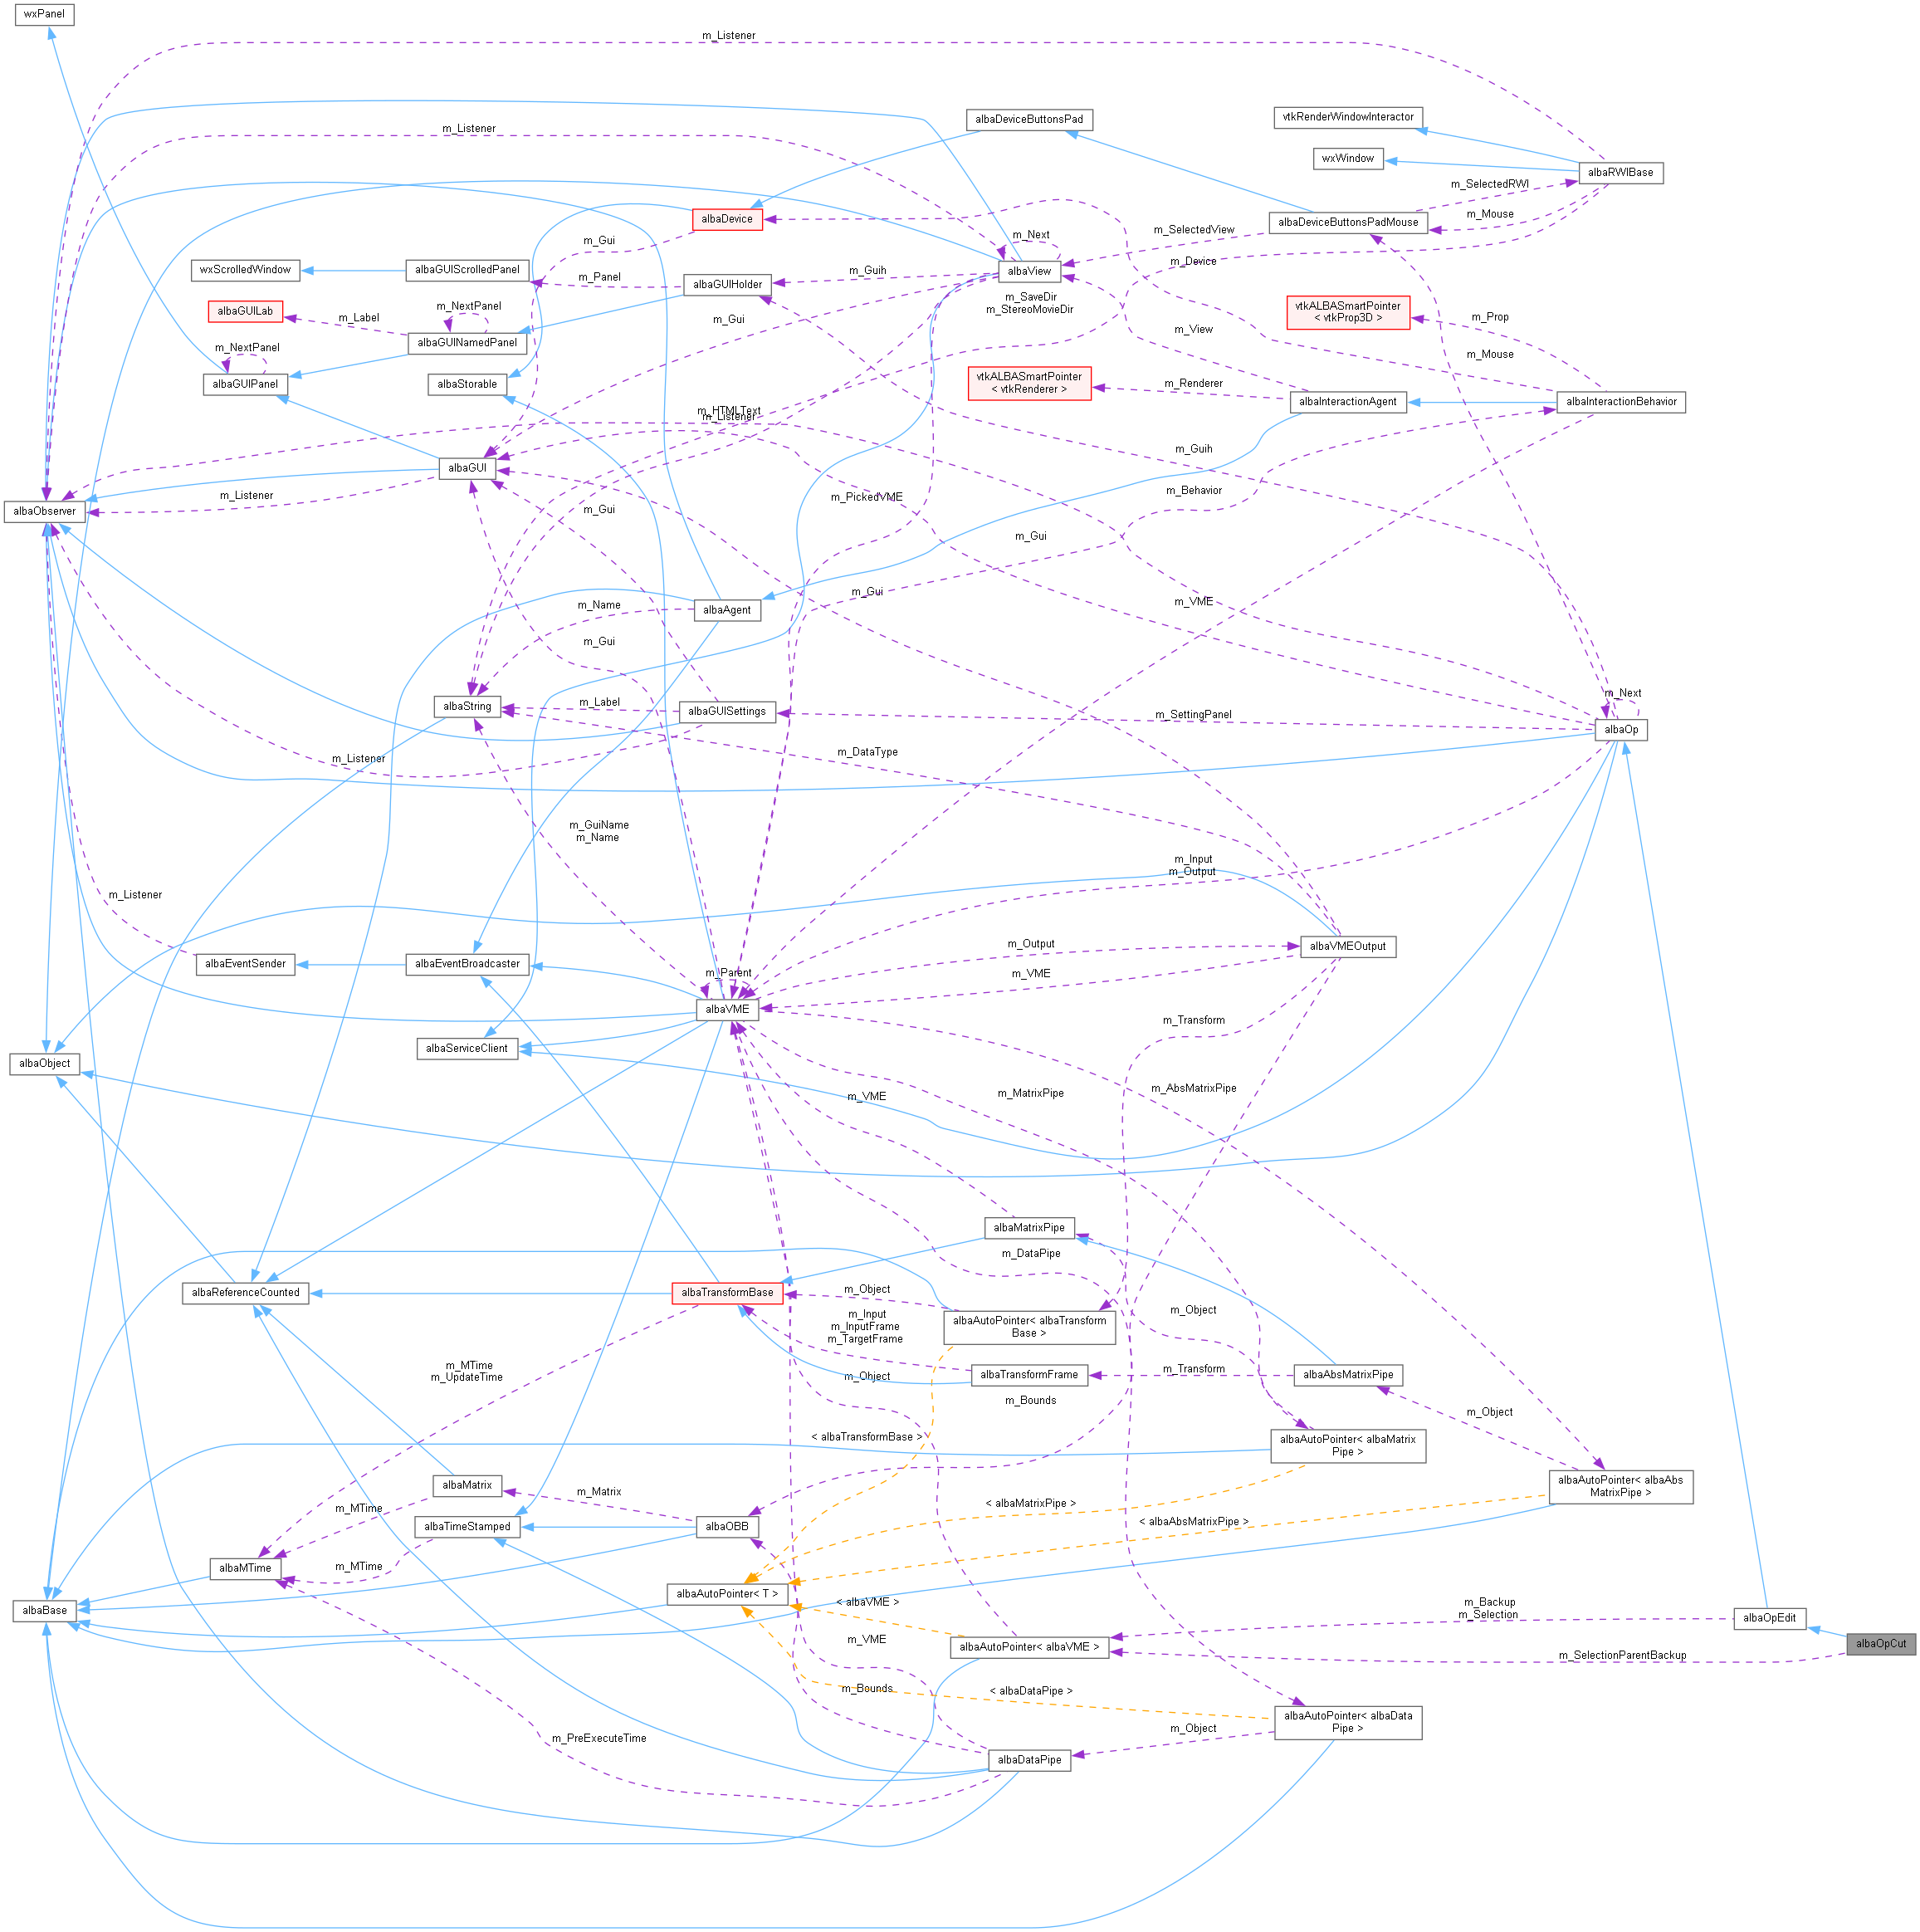 wxPanel
m_Listener
albaDeviceButtonsPad
vtkRenderWindowInteractor
m_Listener
wxWindow
albaRWIBase
m_SelectedRWI
m_Mouse
albaDevice
albaDeviceButtonsPadMouse
m_SelectedView
m_Next
m_Gui
m_Device
wxScrolledWindow
albaGUIScrolledPanel
m_Panel
albaGUIHolder
m_Guih
albaView
m_SaveDir
m_StereoMovieDir
vtkALBASmartPointer
< vtkProp3D >
m_Prop
albaGUILab
m_Label
m_NextPanel
albaGUINamedPanel
m_Gui
m_View
m_Mouse
m_NextPanel
albaGUIPanel
albaStorable
vtkALBASmartPointer
< vtkRenderer >
m_Renderer
albaInteractionAgent
albaInteractionBehavior
m_HTMLText
m_Listener
m_Guih
albaGUI
m_Listener
m_PickedVME
m_Behavior
albaObserver
m_Gui
m_Gui
m_Gui
m_Name
albaAgent
m_VME
m_Gui
m_Next
albaString
m_Label
albaGUISettings
m_SettingPanel
albaOp
m_Listener
m_DataType
m_GuiName
m_Name
m_Input
m_Output
m_Listener
m_Output
albaVMEOutput
albaEventSender
albaEventBroadcaster
m_Parent
m_VME
albaVME
m_Transform
albaServiceClient
albaObject
m_VME
m_MatrixPipe
m_AbsMatrixPipe
albaMatrixPipe
m_DataPipe
albaReferenceCounted
albaTransformBase
m_Object
m_Object
m_Input
m_InputFrame
m_TargetFrame
albaAutoPointer< albaTransform
Base >
m_MTime
m_UpdateTime
m_Object
albaTransformFrame
m_Transform
albaAbsMatrixPipe
m_Bounds
m_Object
< albaTransformBase >
albaAutoPointer< albaMatrix
Pipe >
albaMatrix
m_Matrix
albaAutoPointer< albaAbs
MatrixPipe >
m_MTime
< albaMatrixPipe >
albaTimeStamped
albaOBB
< albaAbsMatrixPipe >
albaMTime
m_MTime
albaAutoPointer< T >
albaBase
< albaVME >
m_Backup
m_Selection
albaOpEdit
m_VME
albaAutoPointer< albaVME >
albaOpCut
m_SelectionParentBackup
m_Bounds
< albaDataPipe >
albaAutoPointer< albaData
Pipe >
m_PreExecuteTime
m_Object
albaDataPipe